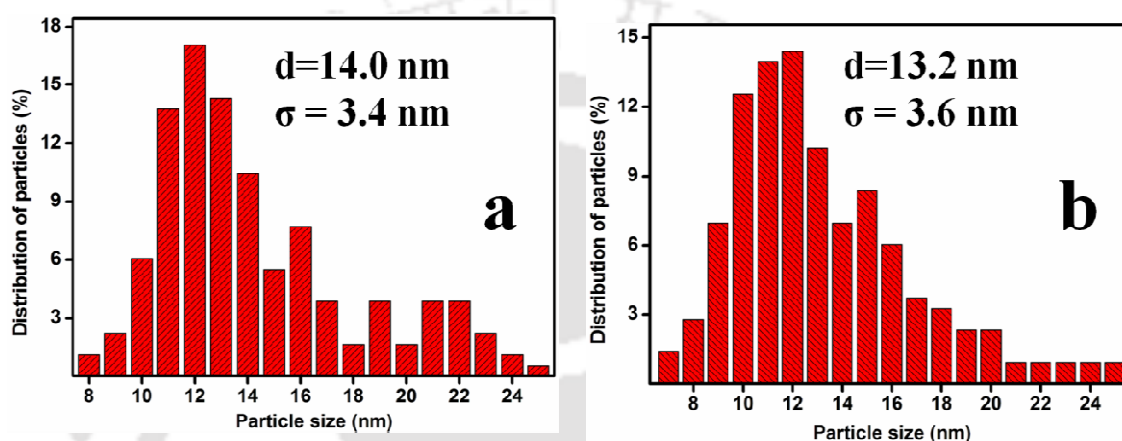 18
15
12
9
6
3
8 10 12 14 16 18 20 22 24
Distribution of particles (%)
Particle size (nm)
d=14.0 nm
σ = 3.4 nm
a
15
12
9
6
3
8 10 12 14 16 18 20 22 24
Distribution of particles (%)
Particle size (nm)
d=13.2 nm
σ = 3.6 nm
b